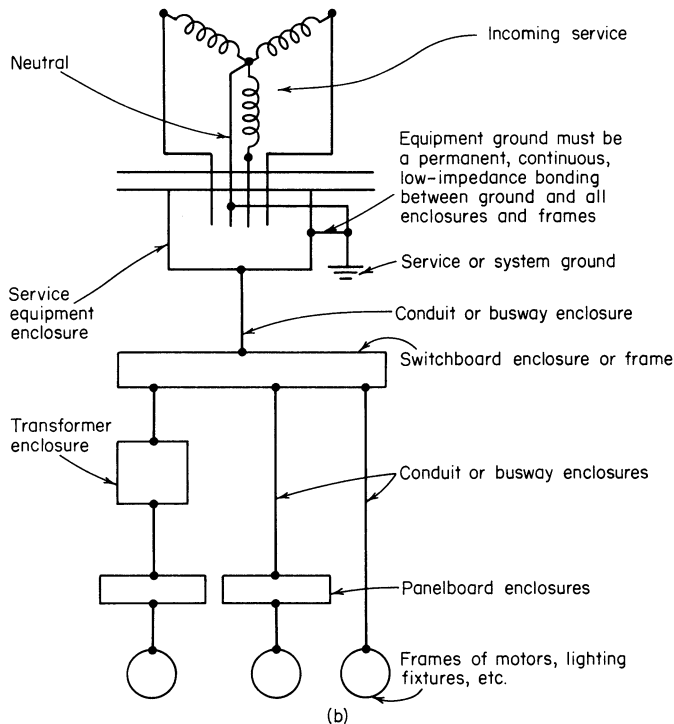 Incoming service
Neutral
Equipment ground must be
a permanent, continuous,
low-impedance bonding
between ground and all
enclosures and frames
Service or system ground
Service
equipment
enclosure
Conduit or busway enclosure
Switchboard enclosure or frame
Transformer
enclosure
Conduit or busway enclosures
Panelboard enclosures
Frames of motors, lighting
fixtures, etc.
(b)